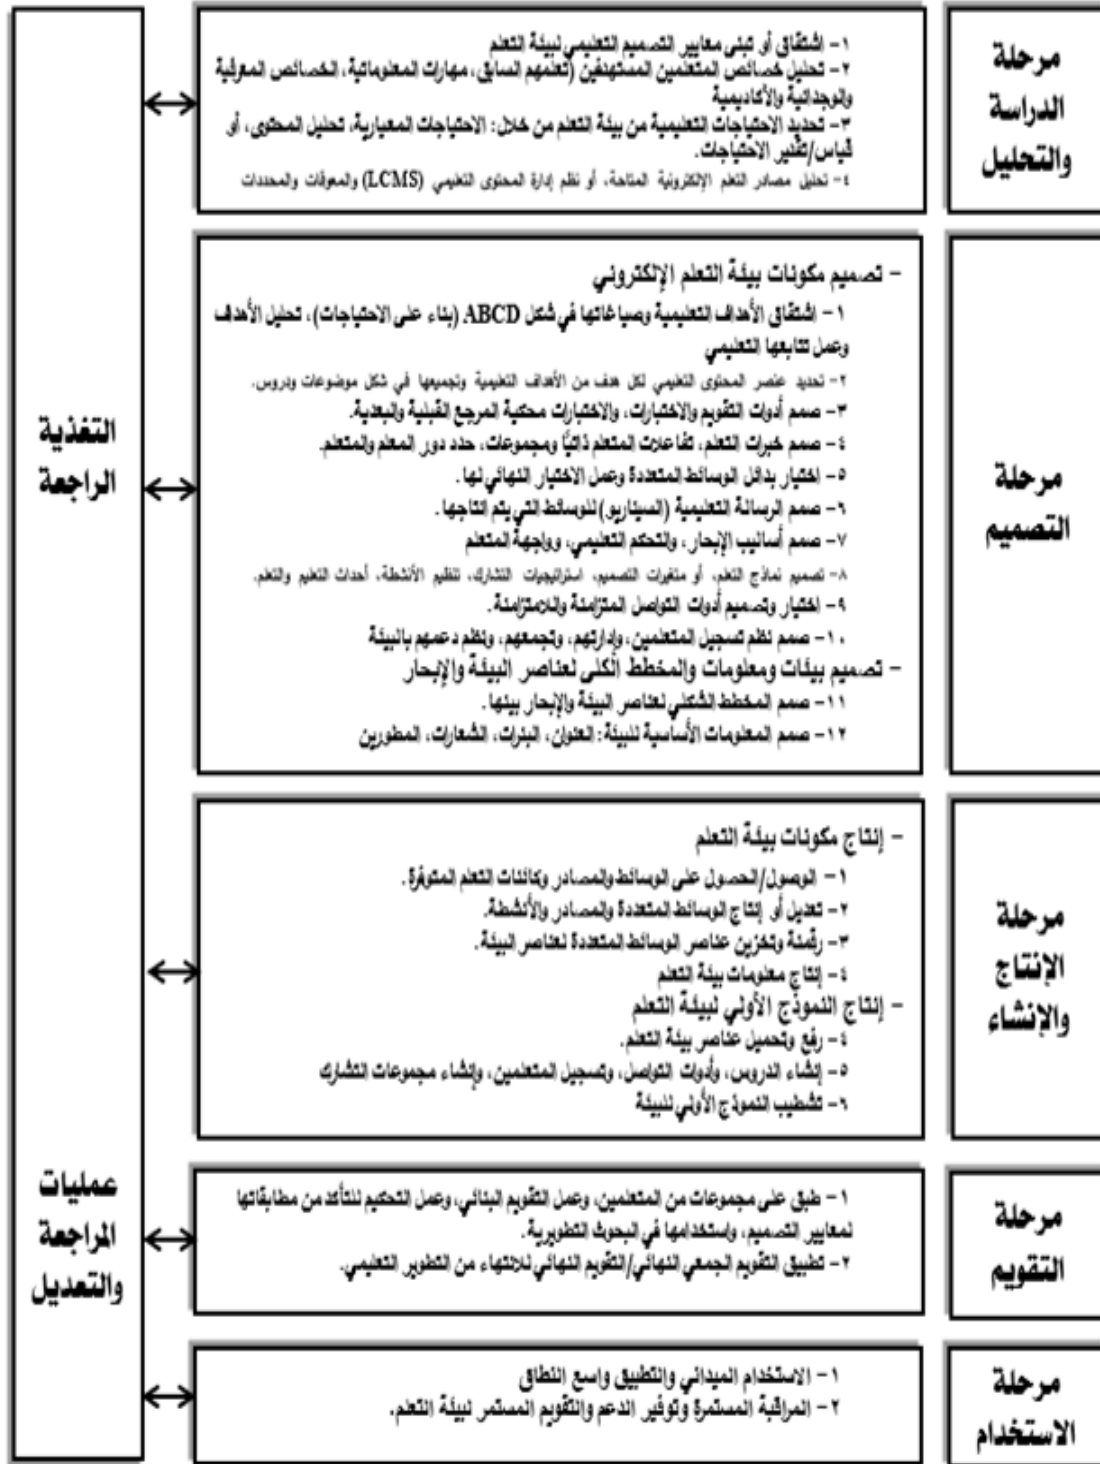 مرحلة
الدراسة
والتحليل
١- اشتقاق أو تبنى معايير التصميم التعليمي لبيئة التعلم
٢- تحليل خصائص المتعلمين المستهدفين (تعلمهم السابق، مهارات المعلوماتية، الخصائص المعرفية
والوجدانية والأكاديمية
٣- تحديد الاحتياجات التعليمية من بيئة التعلم من خلال: الاحتياجات المعيارية، تحليل المحتوى، أو
قياس/تقدير الاحتياجات.
٤- تحليل مصادر التعلم الإلكترونية المتاحة، أو نظم إدارة المحتوى التعليمي (LCMS) والمعوقات والمحددات
مرحلة
التصميم
- تصميم مكونات بيئة التعلم الإلكتروني
١- اشتقاق الأهداف التعليمية وصياغاتها في شكل ABCD (بناء على الاحتياجات)، تحليل الأهداف
وعمل تتابعها التعليمي
٢- تحديد عنصر المحتوى التعليمي لكل هدف من الأهداف التعليمية وتجميعها في شكل موضوعات ودروس.
٣- صمم أدوات التقويم والاختبارات، والاختبارات محكية المرجع القبلية والبعدية.
٤- صمم خبرات التعلم، تفاعلات المتعلم ذاتيًا ومجموعات، حدد دور المعلم والمتعلم.
٥- اختيار بدائل الوسائط المتعددة وعمل الاختيار النهائي لها.
٦- صمم الرسالة التعليمية (السيناريو) للوسائط التي يتم انتاجها.
٧- صمم أساليب الإبحار، والتحكم التعليمي، وواجهة المتعلم
٨- تصميم نماذج التعلم، أو متغيرات التصميم، استراتيجيات التشارك، تنظيم الأنشطة، أحداث التعليم والتعلم.
٩- اختيار وتصميم أدوات التواصل المتزامنة واللامتزامنة.
١٠- صمم نظم تسجيل المتعلمين، وإدارتهم، وتجمعهم، ونظم دعمهم بالبيئة
- تصميم بيئات ومعلومات والمخطط الكلى لعناصر البيئة والإبحار
١١- صمم المخطط الشكلي لعناصر البيئة والإبحار بينها.
١٢- صمم المعلومات الأساسية للبيئة: العنوان، البنرات، الشعارات، المطورين
مرحلة
الإنتاج
والإنشاء
- إنتاج مكونات بيئة التعلم
١- الوصول/الحصول على الوسائط والمصادر وكائنات التعلم المتوفرة.
٢- تعديل أو إنتاج الوسائط المتعددة والمصادر والأنشطة.
٣- رقمنة وتخزين عناصر الوسائط المتعددة لعناصر البيئة.
٤- إنتاج معلومات بيئة التعلم
- إنتاج النموذج الأولي لبيئة التعلم
٤- رفع وتحميل عناصر بيئة التعلم.
٥- إنشاء الدروس، وأدوات التواصل، وتسجيل المتعلمين، وإنشاء مجموعات التشارك
٦- تشطيب النموذج الأولي للبيئة
مرحلة
التقويم
١- طبق على مجموعات من المتعلمين، وعمل التقويم البنائي، وعمل التحكيم للتأكد من مطابقاتها
لمعايير التصميم، واستخدامها في البحوث التطويرية.
٢- تطبيق التقويم الجمعي النهائي/التقويم النهائي للانتهاء من التطوير التعليمي.
مرحلة
الاستخدام
١- الاستخدام الميداني والتطبيق واسع النطاق
٢- المراقبة المستمرة وتوفير الدعم والتقويم المستمر لبيئة التعلم.
التغذية
الراجعة
عمليات
المراجعة
والتعديل